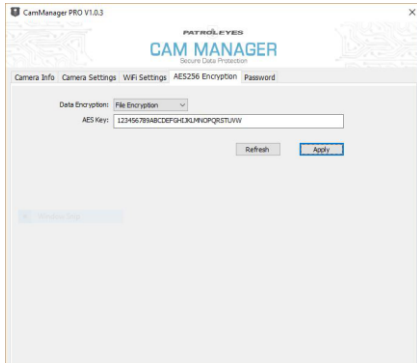 CamManager PRO V1.0.3
PATROLEYES
CAM MANAGER
Secure Data Protection
Camera Info Camera Settings WiFi Settings AES256 Encryption Password
Data Encryption: File Encryption
AES Key: 123456789ABCDEFGHIJKLMNOPQRSTUVW
Refresh Apply